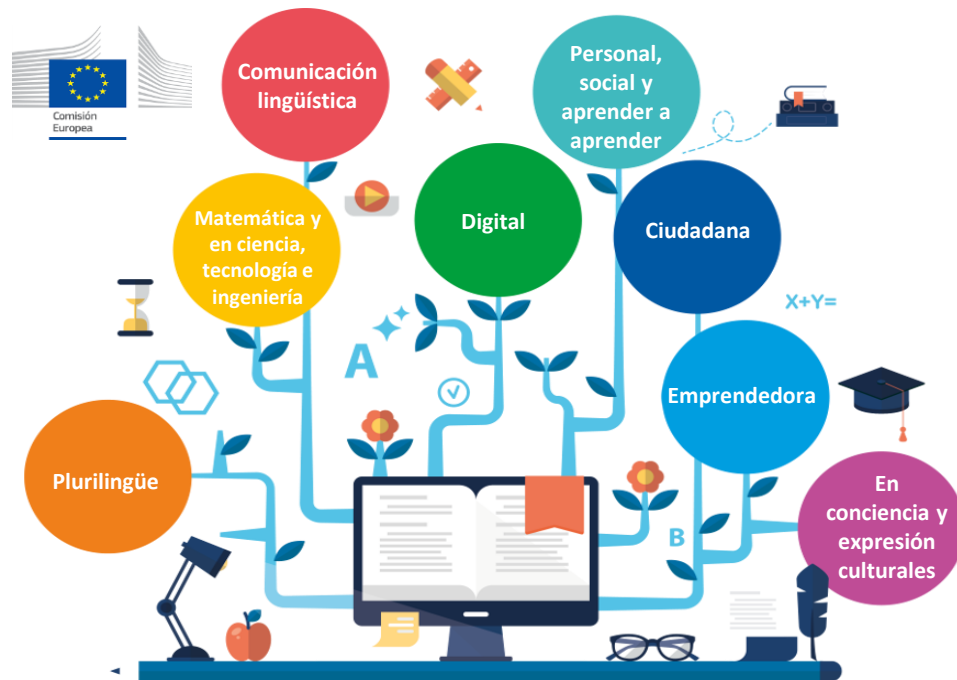 Comisión
Europea
Comunicación
lingüística
Personal,
social y
aprender a
aprender
Matemática y
en ciencia,
tecnología e
ingeniería
Digital
Ciudadana
X+Y=
A
Emprendedora
Plurilingüe
En
conciencia y
expresión
culturales
B